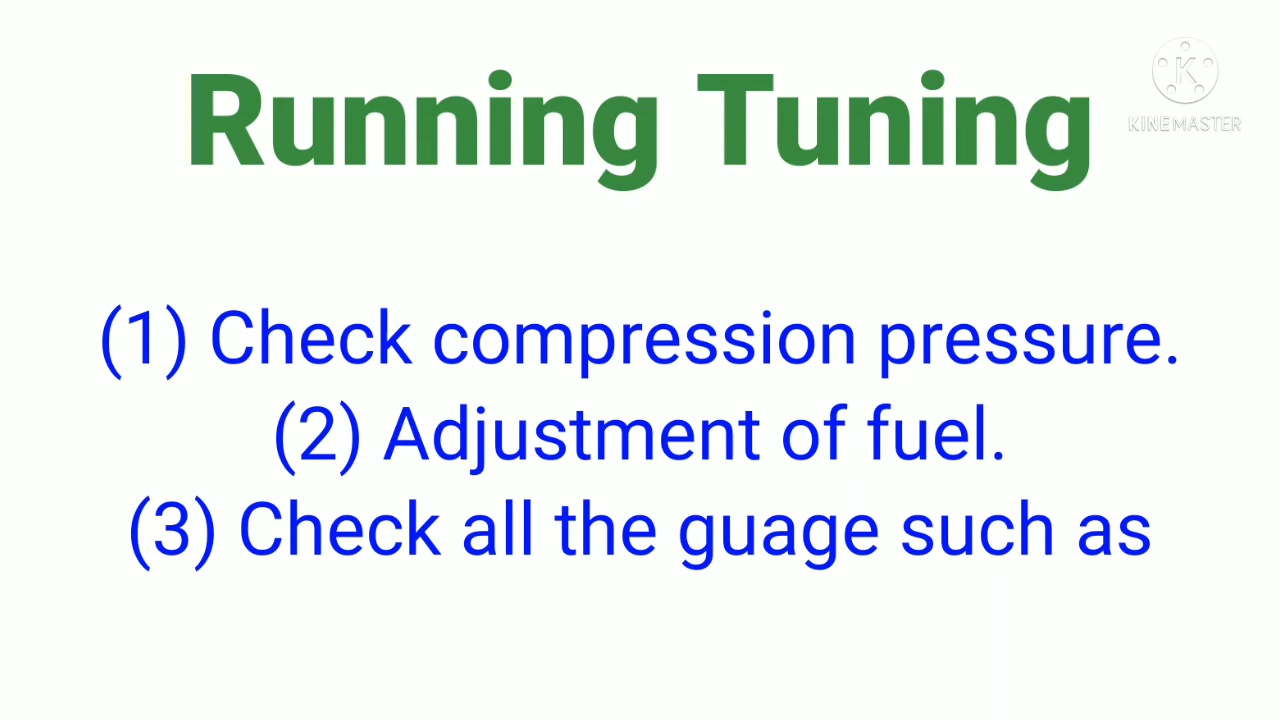 Running Tuning
KINEMASTER
(1) Check compression pressure.
(2) Adjustment of fuel.
(3) Check all the guage such as